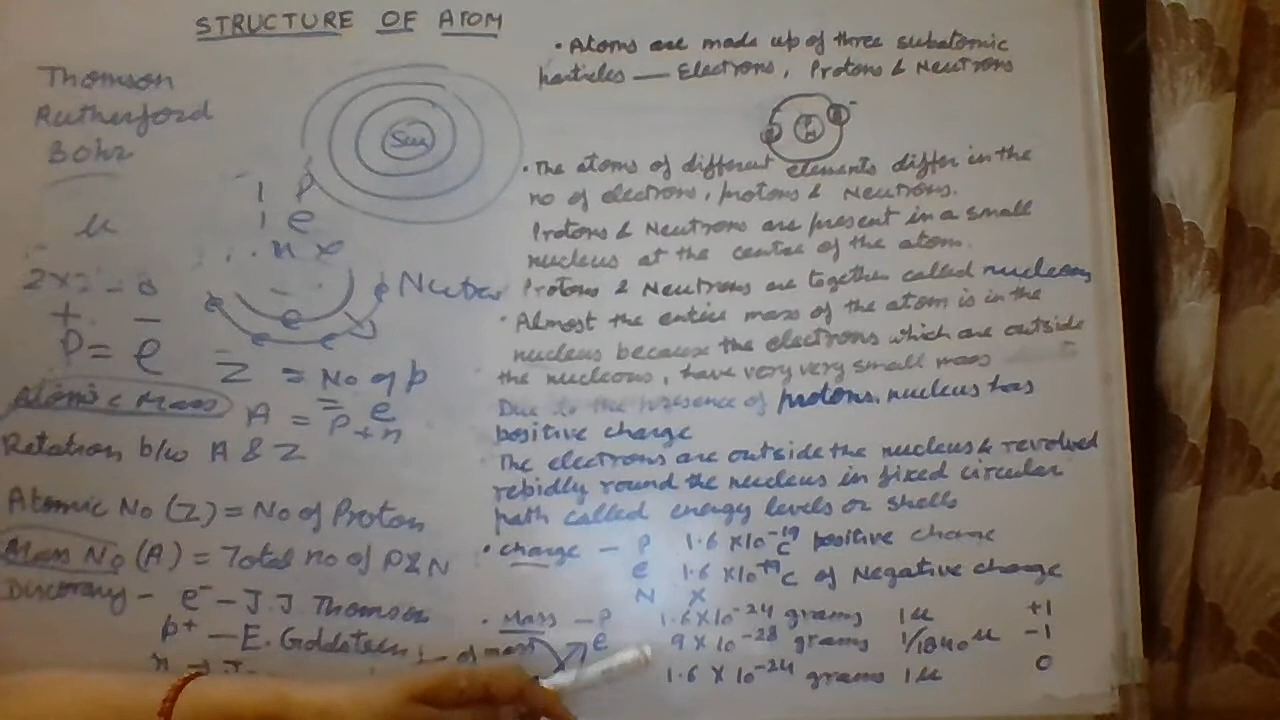 STRUCTURE OF ATOM
Thomson
Rutherford
Bohr
Sun
1 P
1 e
n
u
+ -
P = e
e
Z = No of p
= e
Atomic Mass
A = P + n
Relation b/w A & Z
Atomic No (Z) = No of Proton
Mass No (A) = Total no of P & N
Discovery - e- - J.J Thomson
p+ - E. Goldstein
n
• Atoms are made up of three subatomic
particles — Electrons, Protons & Neutrons
• The atoms of different elements differ in the
no of electrons, protons & Neutrons.
Protons & Neutrons are present in a small
nucleus at the centre of the atom.
Protons & Neutrons are together called nucleons
• Almost the entire mass of the atom is in the
nucleus because the electrons which are outside
the nucleous, have very very small mass
Due to the presence of protons, nucleus has
positive charge
The electrons are outside the nucleus & revolved
rebidly round the nucleus in fixed circular
path called energy levels or shells
• charge - P 1.6 X10-19 C positive charge
e 1.6 X10-19 C of Negative charge
N X
• Mass - P 1.6 X 10-24 grams 1u +1
of mass e 9 X 10-28 grams 1/1840 u -1
1.6 X 10-24 grams 1u 0